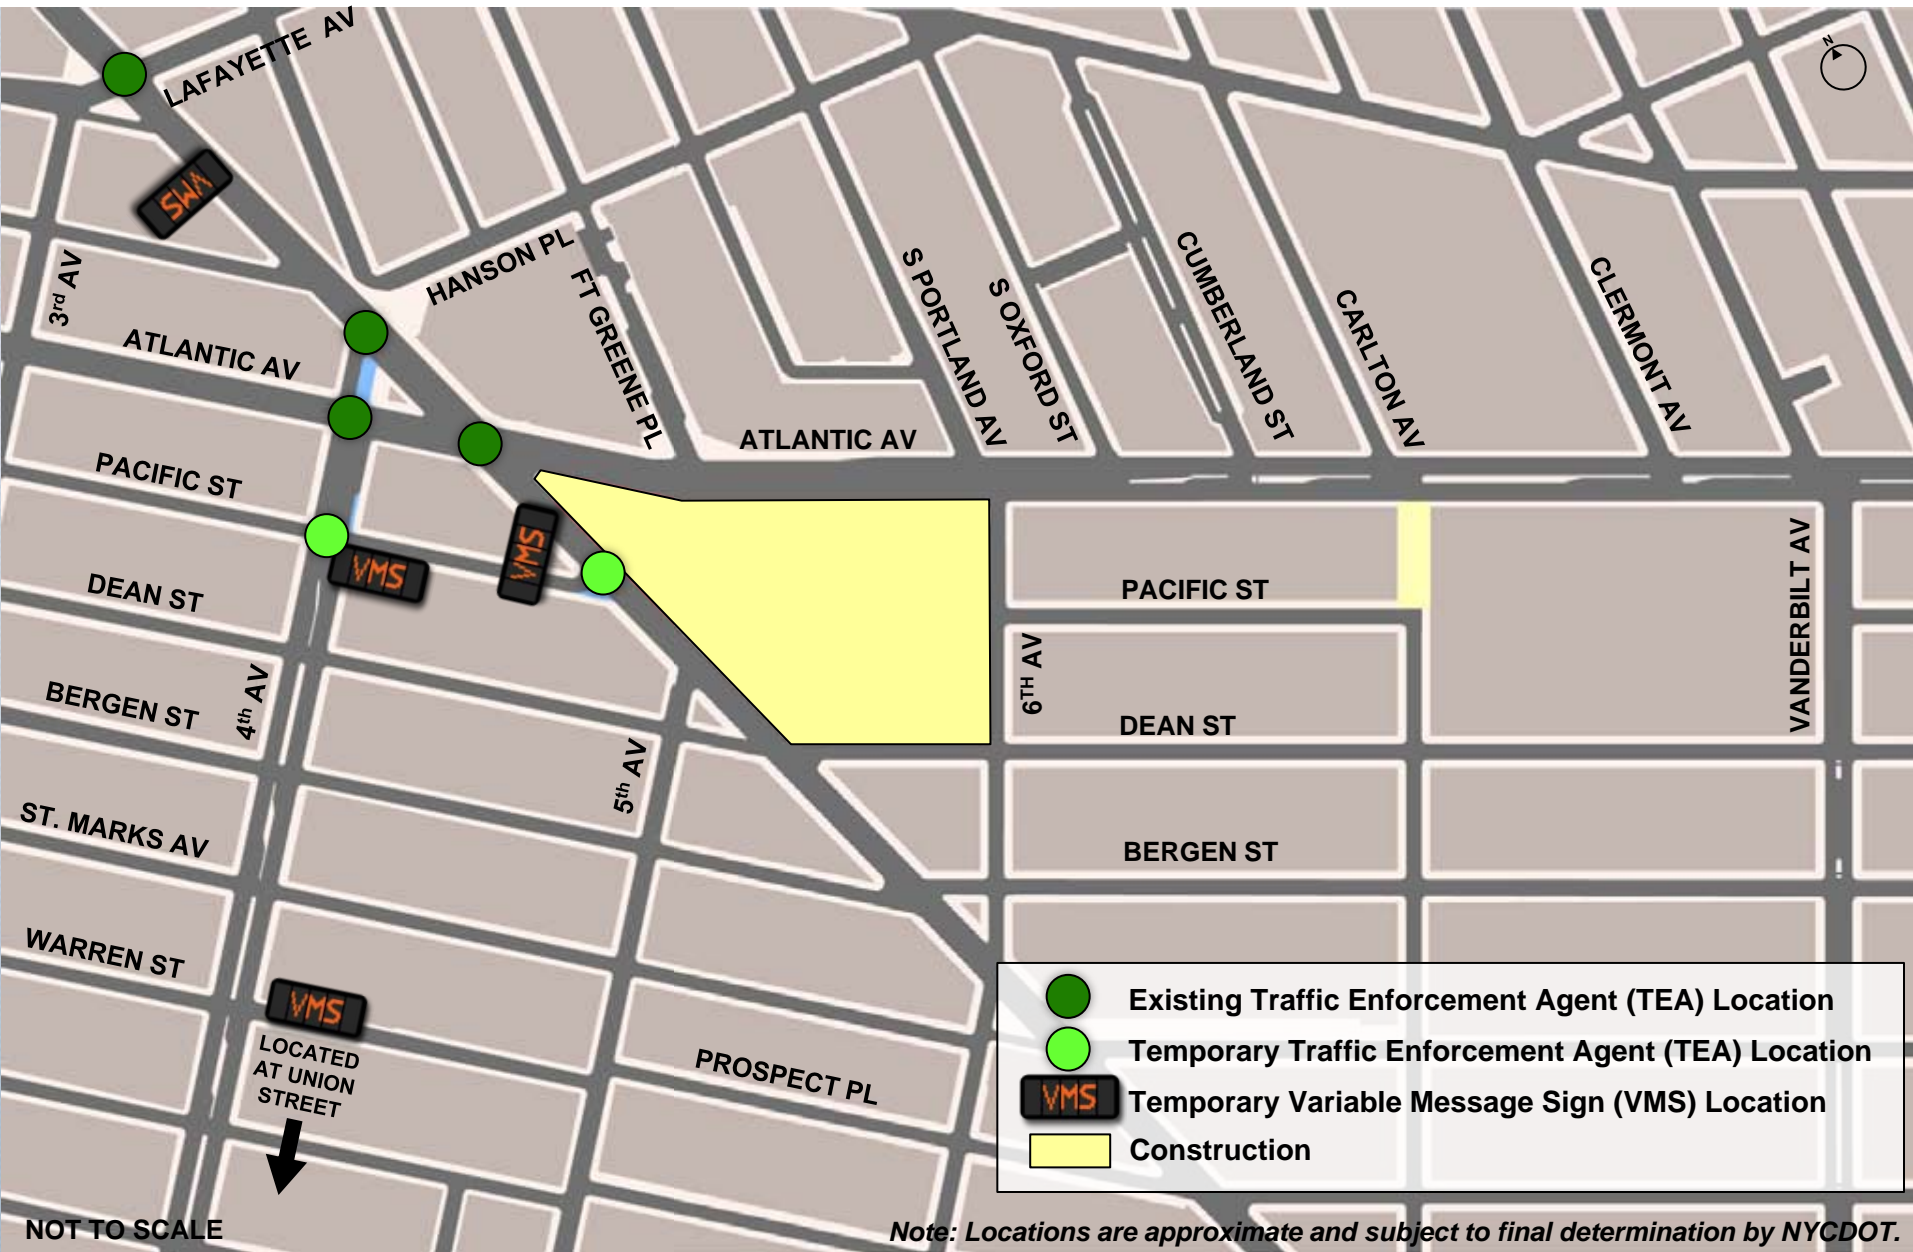 LAFAYETTE AV
N
VMS
3rd AV
HANSON PL
FT GREENE PL
S PORTLAND AV
S OXFORD ST
CUMBERLAND ST
CARLTON AV
CLERMONT AV
ATLANTIC AV
ATLANTIC AV
PACIFIC ST
VMS
VMS
DEAN ST
PACIFIC ST
VANDERBILT AV
6TH AV
4th AV
BERGEN ST
DEAN ST
5th AV
ST. MARKS AV
BERGEN ST
WARREN ST
VMS
LOCATED
AT UNION
STREET
PROSPECT PL
Existing Traffic Enforcement Agent (TEA) Location
Temporary Traffic Enforcement Agent (TEA) Location
VMS Temporary Variable Message Sign (VMS) Location
Construction
NOT TO SCALE
Note: Locations are approximate and subject to final determination by NYCDOT.